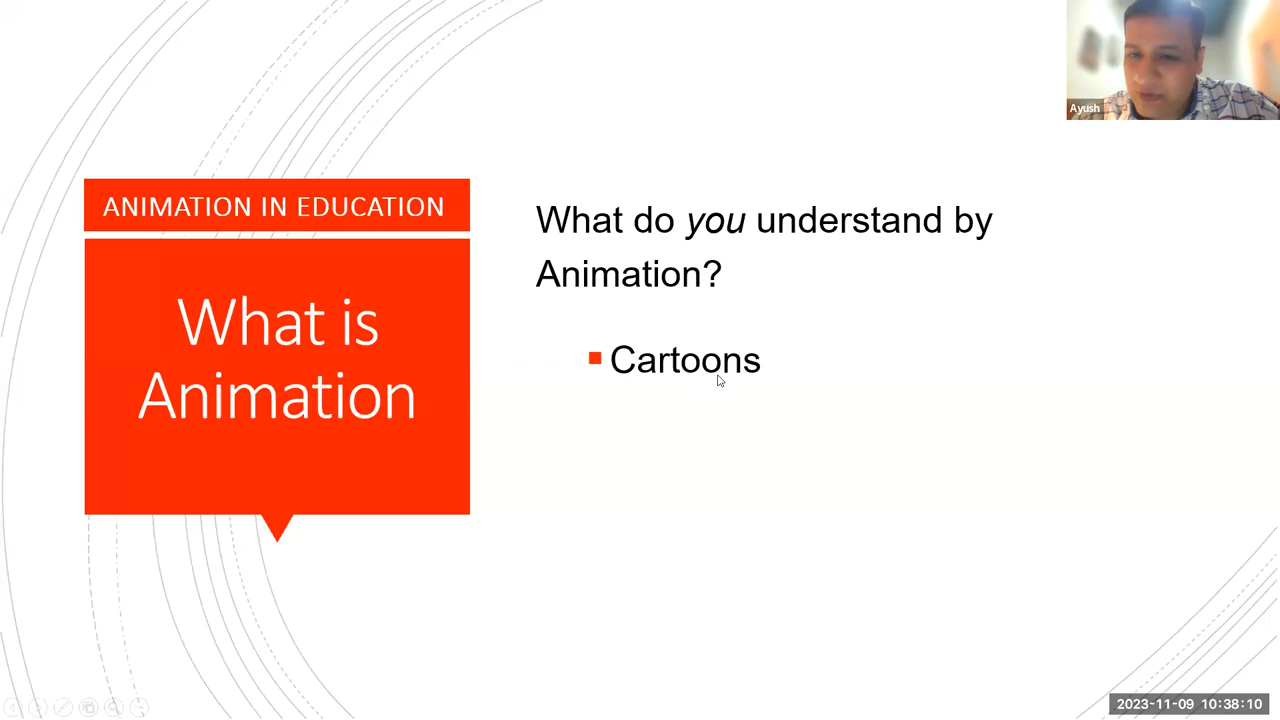 Ayush
ANIMATION IN EDUCATION
What is
Animation
What do you understand by
Animation?
Cartoons
2023-11-09 10:38:10